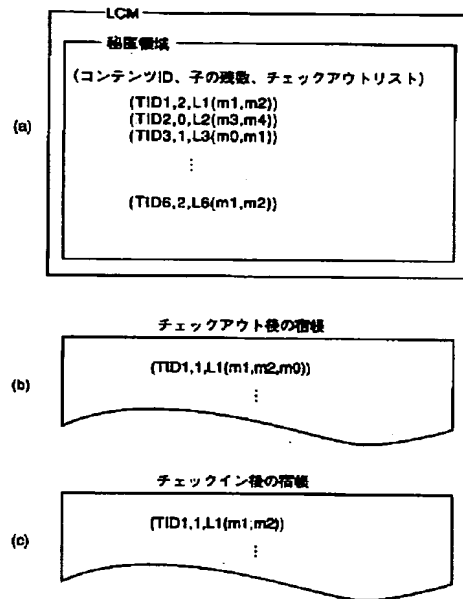 LCM
秘匿領域
(コンテンツID、子の残数、チェックアウトリスト)
(TID1,2,L1(m1,m2))
(TID2,0,L2(m3,m4))
(TID3,1,L3(m0,m1))
(a)
⋮
(TID6,2,L6(m1,m2))
チェックアウト後の宿帳
(TID1,1,L1(m1,m2,m0))
(b)
⋮
チェックイン後の宿帳
(TID1,1,L1(m1,m2))
(c)
⋮